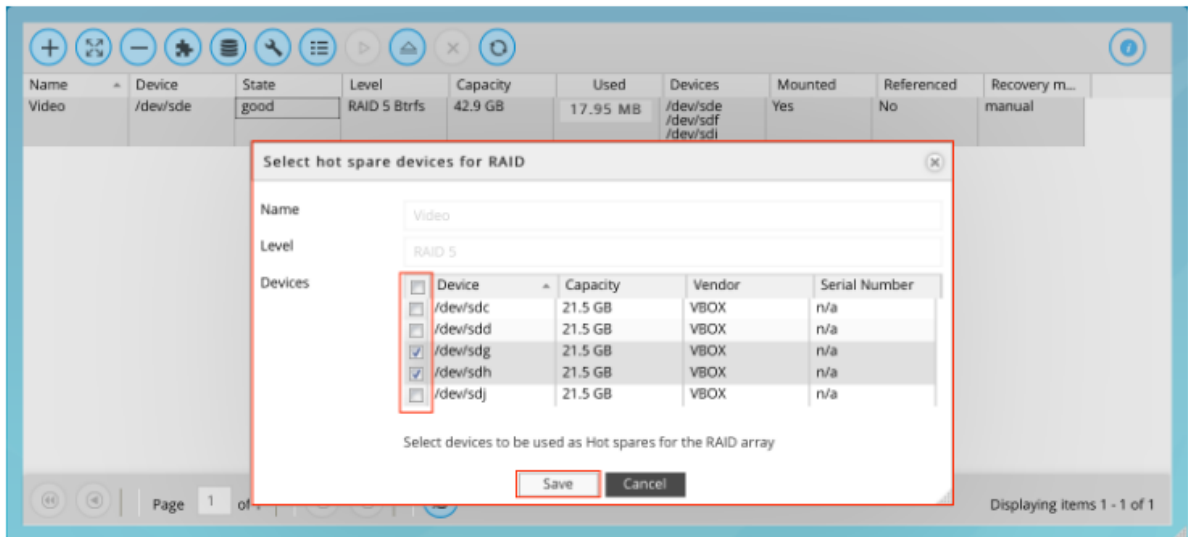 Name Device State Level Capacity Used Devices Mounted Referenced Recovery m...
Video /dev/sde good RAID 5 Btrfs 42.9 GB 17.95 MB /dev/sde Yes No manual
/dev/sdf
/dev/sdi
Select hot spare devices for RAID
Name Video
Level RAID 5
Devices Device Capacity Vendor Serial Number
/dev/sdc 21.5 GB VBOX n/a
/dev/sdd 21.5 GB VBOX n/a
/dev/sdg 21.5 GB VBOX n/a
/dev/sdh 21.5 GB VBOX n/a
/dev/sdj 21.5 GB VBOX n/a
Select devices to be used as Hot spares for the RAID array
Save Cancel
Page 1 of Displaying items 1 - 1 of 1